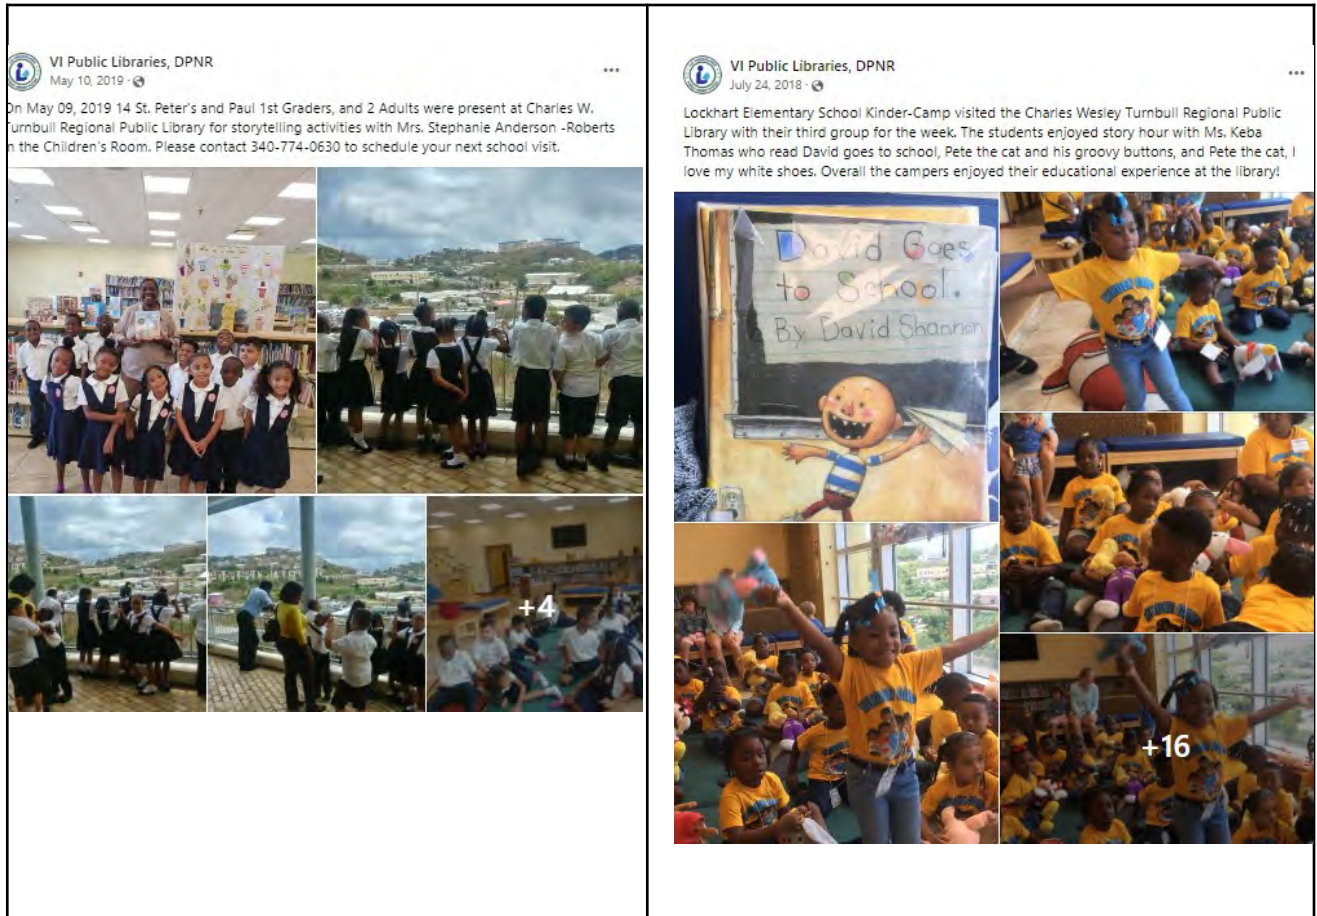 VI Public Libraries, DPNR
May 10, 2019
On May 09, 2019 14 St. Peter's and Paul 1st Graders, and 2 Adults were present at Charles W.
Turnbull Regional Public Library for storytelling activities with Mrs. Stephanie Anderson -Roberts
in the Children's Room. Please contact 340-774-0630 to schedule your next school visit.
+4
VI Public Libraries, DPNR
July 24, 2018
Lockhart Elementary School Kinder-Camp visited the Charles Wesley Turnbull Regional Public
Library with their third group for the week. The students enjoyed story hour with Ms. Keba
Thomas who read David goes to school, Pete the cat and his groovy buttons, and Pete the cat, I
love my white shoes. Overall the campers enjoyed their educational experience at the library!
David Goes
to School.
By David Shannon
+16